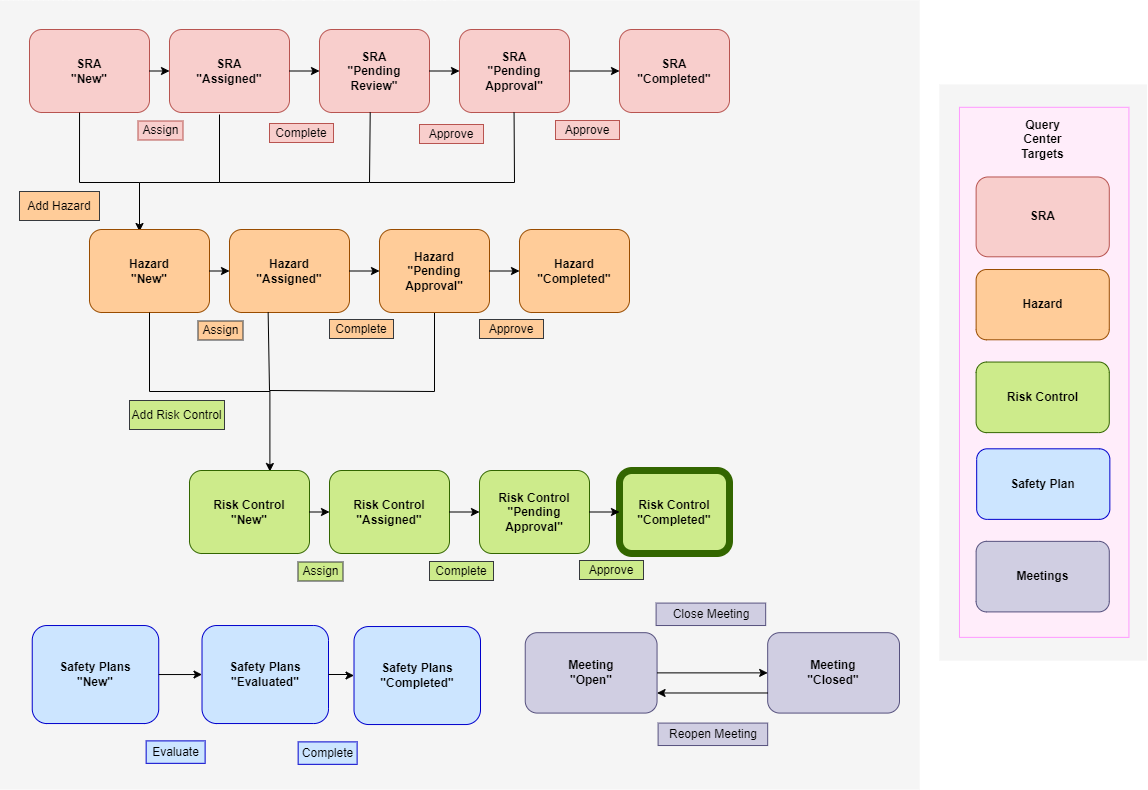 SRA
"New"
SRA
"Assigned"
SRA
"Pending
Review"
SRA
"Pending
Approval"
SRA
"Completed"
Assign
Complete
Approve
Approve
Add Hazard
Hazard
"New"
Hazard
"Assigned"
Hazard
"Pending
Approval"
Hazard
"Completed"
Assign
Complete
Approve
Add Risk Control
Risk Control
"New"
Risk Control
"Assigned"
Risk Control
"Pending
Approval"
Risk Control
"Completed"
Assign
Complete
Approve
Safety Plans
"New"
Safety Plans
"Evaluated"
Safety Plans
"Completed"
Evaluate
Complete
Close Meeting
Meeting
"Open"
Meeting
"Closed"
Reopen Meeting
Query
Center
Targets
SRA
Hazard
Risk Control
Safety Plan
Meetings